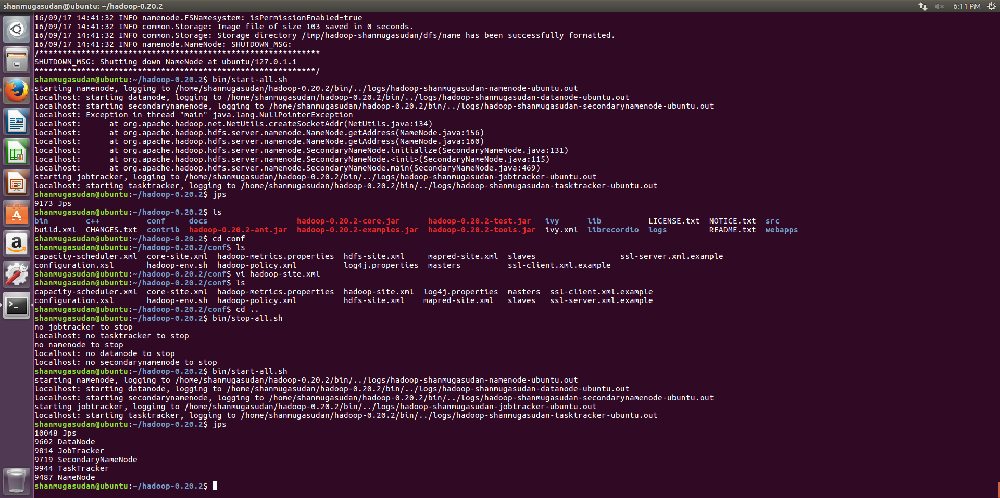 shanmugasudan@ubuntu: ~/hadoop-0.20.2
6:11 PM
16/09/17 14:41:32 INFO namenode.FSNamesystem: isPermissionEnabled=true
16/09/17 14:41:32 INFO common.Storage: Image file of size 103 saved in 0 seconds.
16/09/17 14:41:32 INFO common.Storage: Storage directory /tmp/hadoop-shanmugasudan/dfs/name has been successfully formatted.
16/09/17 14:41:32 INFO namenode.NameNode: SHUTDOWN_MSG:
/************************************************************
SHUTDOWN_MSG: Shutting down NameNode at ubuntu/127.0.1.1
************************************************************/
shanmugasudan@ubuntu:~/hadoop-0.20.2$ bin/start-all.sh
starting namenode, logging to /home/shanmugasudan/hadoop-0.20.2/bin/../logs/hadoop-shanmugasudan-namenode-ubuntu.out
localhost: starting datanode, logging to /home/shanmugasudan/hadoop-0.20.2/bin/../logs/hadoop-shanmugasudan-datanode-ubuntu.out
localhost: starting secondarynamenode, logging to /home/shanmugasudan/hadoop-0.20.2/bin/../logs/hadoop-shanmugasudan-secondarynamenode-ubuntu.out
localhost: Exception in thread "main" java.lang.NullPointerException
localhost:      at org.apache.hadoop.net.NetUtils.createSocketAddr(NetUtils.java:134)
localhost:      at org.apache.hadoop.hdfs.server.namenode.NameNode.getAddress(NameNode.java:156)
localhost:      at org.apache.hadoop.hdfs.server.namenode.NameNode.getAddress(NameNode.java:160)
localhost:      at org.apache.hadoop.hdfs.server.namenode.SecondaryNameNode.initialize(SecondaryNameNode.java:131)
localhost:      at org.apache.hadoop.hdfs.server.namenode.SecondaryNameNode.<init>(SecondaryNameNode.java:115)
localhost:      at org.apache.hadoop.hdfs.server.namenode.SecondaryNameNode.main(SecondaryNameNode.java:469)
starting jobtracker, logging to /home/shanmugasudan/hadoop-0.20.2/bin/../logs/hadoop-shanmugasudan-jobtracker-ubuntu.out
localhost: starting tasktracker, logging to /home/shanmugasudan/hadoop-0.20.2/bin/../logs/hadoop-shanmugasudan-tasktracker-ubuntu.out
shanmugasudan@ubuntu:~/hadoop-0.20.2$ jps
9173 Jps
shanmugasudan@ubuntu:~/hadoop-0.20.2$ ls
bin        c++          conf     docs                   hadoop-0.20.2-core.jar      hadoop-0.20.2-test.jar   ivy      lib          LICENSE.txt  NOTICE.txt  src
build.xml  CHANGES.txt  contrib  hadoop-0.20.2-ant.jar  hadoop-0.20.2-examples.jar  hadoop-0.20.2-tools.jar  ivy.xml  librecordio  logs         README.txt  webapps
shanmugasudan@ubuntu:~/hadoop-0.20.2$ cd conf
shanmugasudan@ubuntu:~/hadoop-0.20.2/conf$ ls
capacity-scheduler.xml  core-site.xml  hadoop-metrics.properties  hdfs-site.xml     mapred-site.xml  slaves                  ssl-server.xml.example
configuration.xsl       hadoop-env.sh  hadoop-policy.xml          log4j.properties  masters          ssl-client.xml.example
shanmugasudan@ubuntu:~/hadoop-0.20.2/conf$ vi hadoop-site.xml
shanmugasudan@ubuntu:~/hadoop-0.20.2/conf$ ls
capacity-scheduler.xml  core-site.xml  hadoop-metrics.properties  hadoop-site.xml  log4j.properties  masters  ssl-client.xml.example
configuration.xsl       hadoop-env.sh  hadoop-policy.xml          hdfs-site.xml    mapred-site.xml   slaves   ssl-server.xml.example
shanmugasudan@ubuntu:~/hadoop-0.20.2/conf$ cd ..
shanmugasudan@ubuntu:~/hadoop-0.20.2$ bin/stop-all.sh
no jobtracker to stop
localhost: no tasktracker to stop
no namenode to stop
localhost: no datanode to stop
localhost: no secondarynamenode to stop
shanmugasudan@ubuntu:~/hadoop-0.20.2$ bin/start-all.sh
starting namenode, logging to /home/shanmugasudan/hadoop-0.20.2/bin/../logs/hadoop-shanmugasudan-namenode-ubuntu.out
localhost: starting datanode, logging to /home/shanmugasudan/hadoop-0.20.2/bin/../logs/hadoop-shanmugasudan-datanode-ubuntu.out
localhost: starting secondarynamenode, logging to /home/shanmugasudan/hadoop-0.20.2/bin/../logs/hadoop-shanmugasudan-secondarynamenode-ubuntu.out
starting jobtracker, logging to /home/shanmugasudan/hadoop-0.20.2/bin/../logs/hadoop-shanmugasudan-jobtracker-ubuntu.out
localhost: starting tasktracker, logging to /home/shanmugasudan/hadoop-0.20.2/bin/../logs/hadoop-shanmugasudan-tasktracker-ubuntu.out
shanmugasudan@ubuntu:~/hadoop-0.20.2$ jps
10048 Jps
9602 DataNode
9814 JobTracker
9719 SecondaryNameNode
9944 TaskTracker
9487 NameNode
shanmugasudan@ubuntu:~/hadoop-0.20.2$